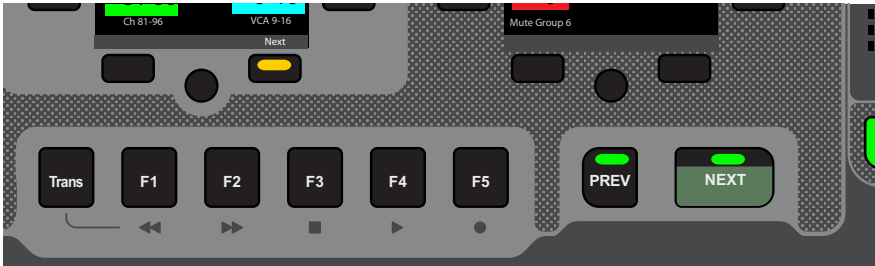 Ch 81-96
VCA 9-16
Next
Mute Group 6
Trans
F1
F2
F3
F4
F5
PREV
NEXT